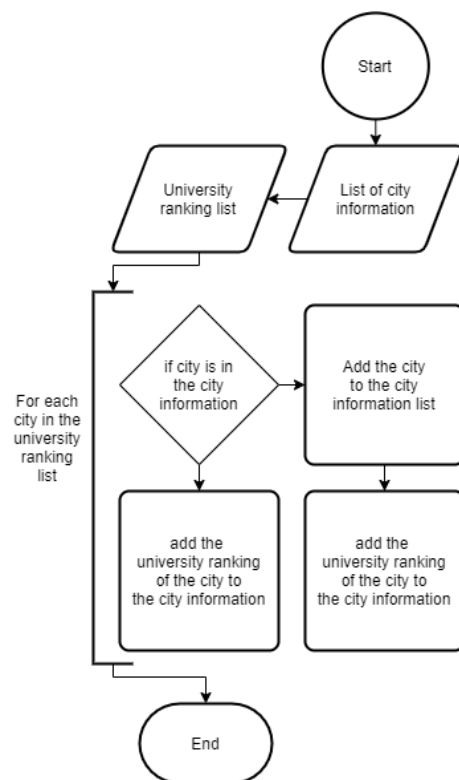 Start
List of city
information
University
ranking list
For each
city in the
university
ranking
list
if city is in
the city
information
Add the city
to the city
information list
add the
university ranking
of the city to
the city information
add the
university ranking
of the city to
the city information
End